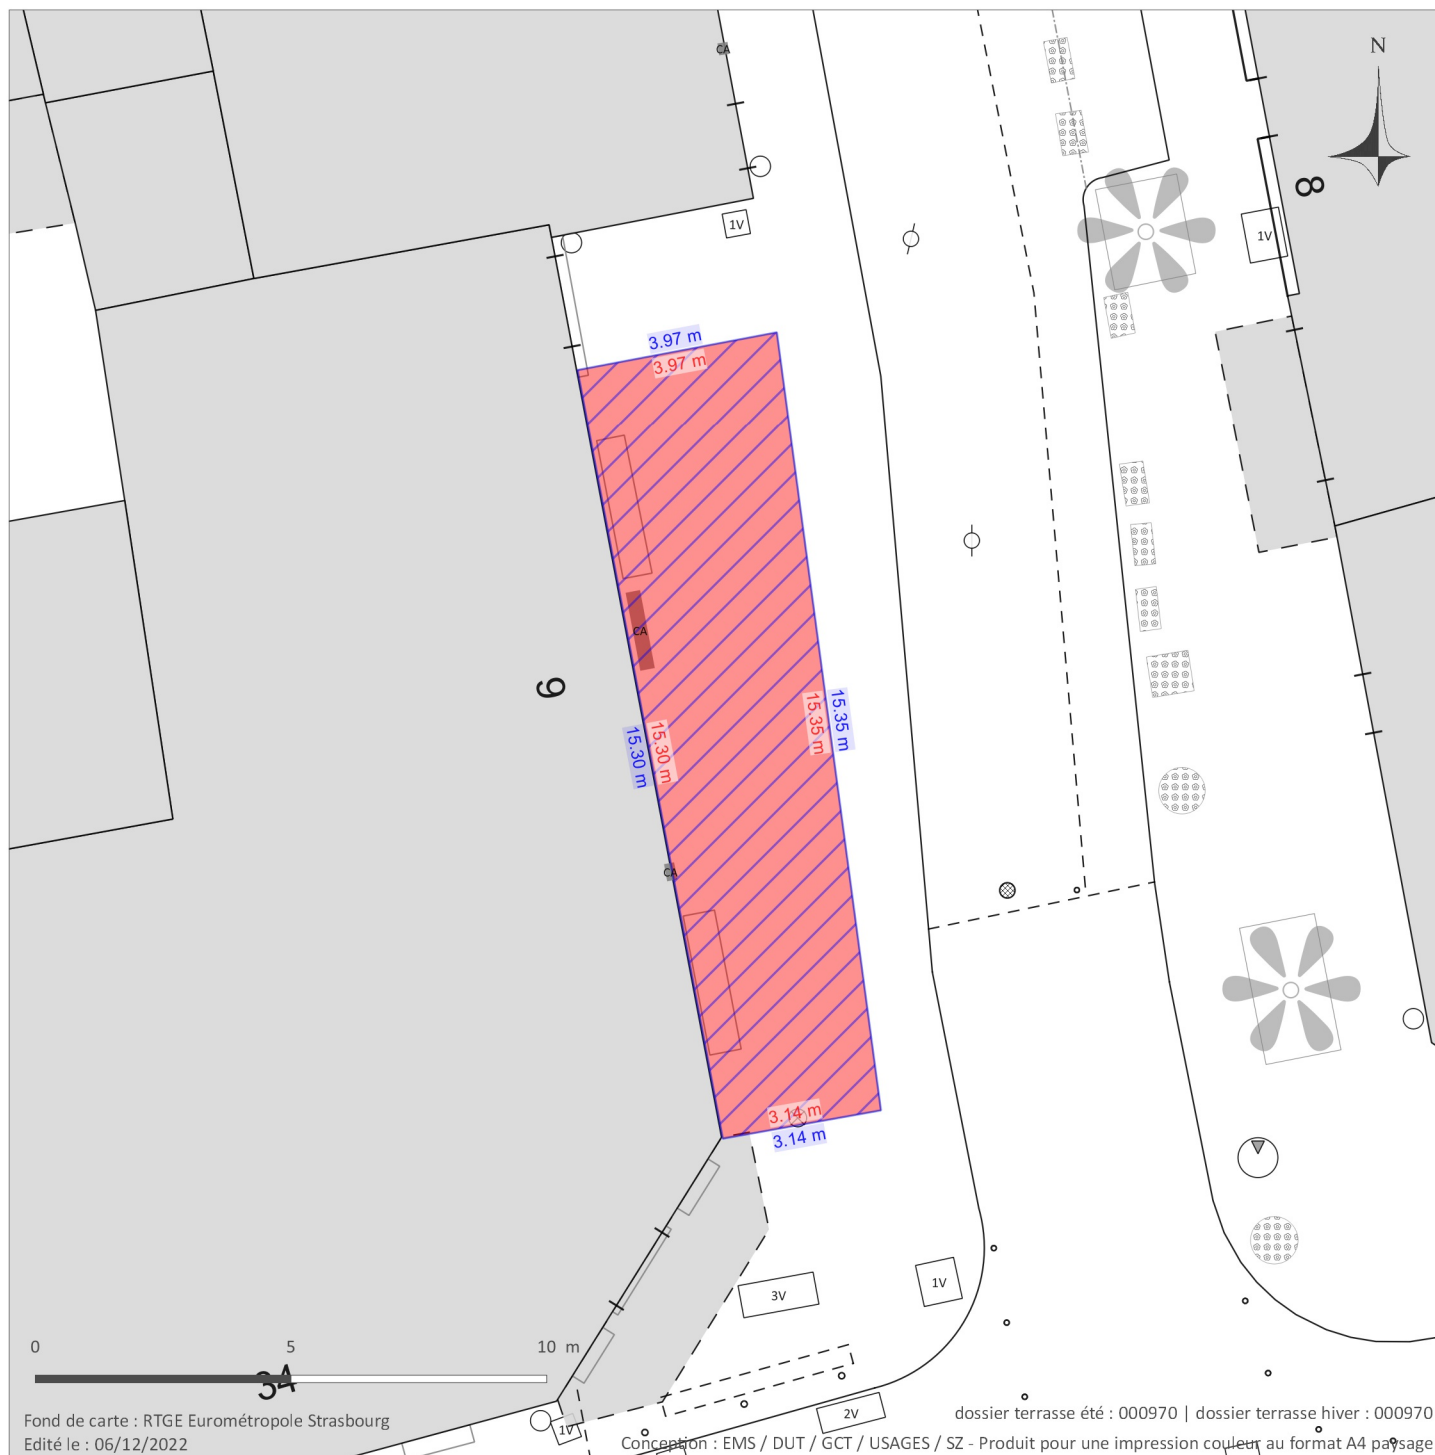 CA
N
8
1V
1V
3.97 m
3.97 m
CA
9
15.30 m
15.30 m
15.35 m
15.35 m
CA
3.14 m
3.14 m
3V
1V
0 5 10 m
34
2V
1V
Fond de carte : RTGE Eurométropole Strasbourg
Edité le : 06/12/2022
dossier terrasse été : 000970 | dossier terrasse hiver : 000970
Conception : EMS / DUT / GCT / USAGES / SZ - Produit pour une impression couleur au format A4 paysage